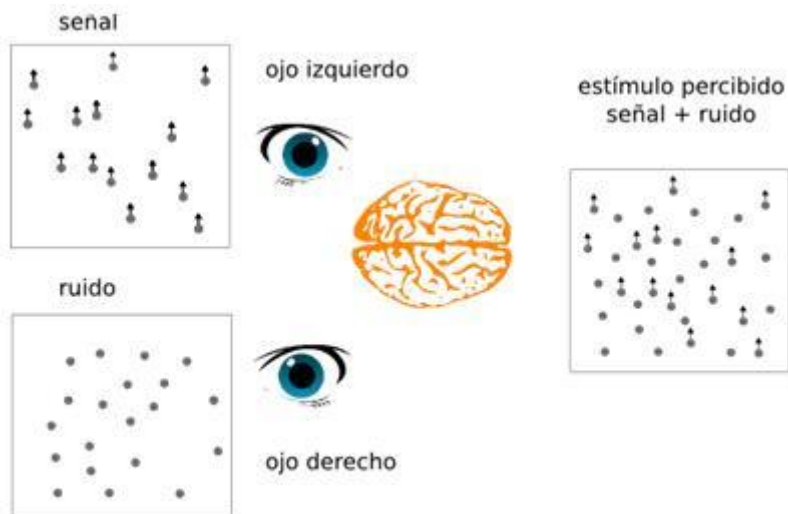 señal
ojo izquierdo
estímulo percibido
señal + ruido
ruido
ojo derecho